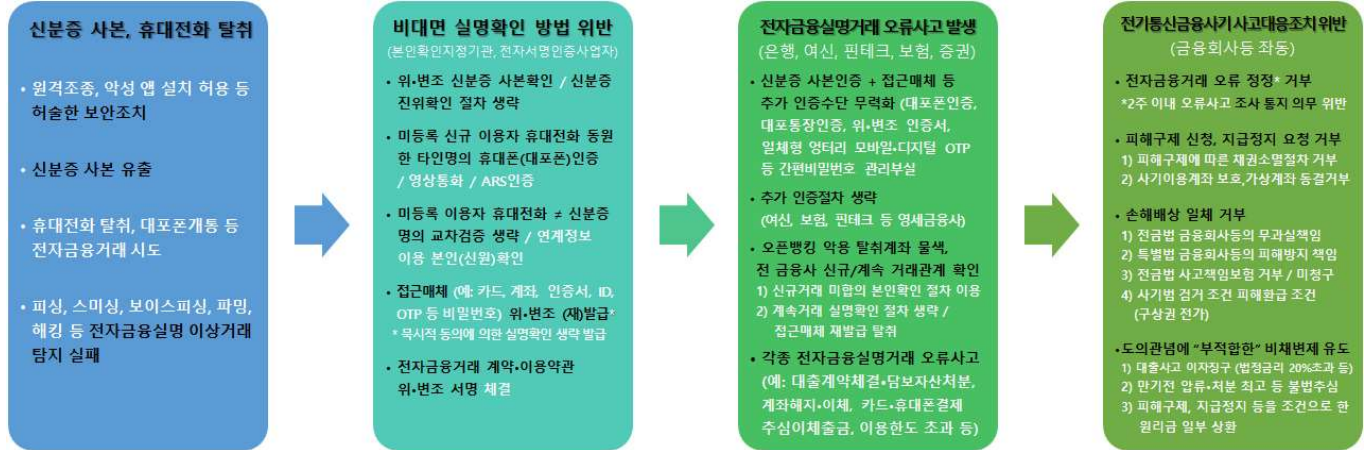 신분증 사본, 휴대전화 탈취
• 원격조종, 악성 앱 설치 허용 등
허술한 보안조치
• 신분증 사본 유출
• 휴대전화 탈취, 대포폰개통 등
전자금융거래 시도
• 피싱, 스미싱, 보이스피싱, 파밍,
해킹 등 전자금융실명 이상거래
탐지 실패
비대면 실명확인 방법 위반
(본인확인지정기관, 전자서명인증사업자)
• 위•변조 신분증 사본확인 / 신분증
진위확인 절차 생략
• 미등록 신규 이용자 휴대전화 동원
한 타인명의 휴대폰(대포폰)인증
/ 영상통화 / ARS인증
• 미등록 이용자 휴대전화 ≠ 신분증
명의 교차검증 생략 / 연계정보
이용 본인(신원)확인
• 접근매체 (예: 카드, 계좌, 인증서, ID,
OTP 등 비밀번호) 위•변조 (재)발급*
* 묵시적 동의에 의한 실명확인 생략 발급
• 전자금융거래 계약•이용약관
위•변조 서명 체결
전자금융실명거래 오류사고 발생
(은행, 여신, 핀테크, 보험, 증권)
• 신분증 사본인증 + 접근매체 등
추가 인증수단 무력화 (대포폰인증,
대포통장인증, 위•변조 인증서,
일체형 엉터리 모바일•디지털 OTP
등 간편비밀번호 관리부실
• 추가 인증절차 생략
(여신, 보험, 핀테크 등 영세금융사)
• 오픈뱅킹 악용 탈취계좌 물색,
전 금융사 신규/계속 거래관계 확인
1) 신규거래 미합의 본인확인 절차 이용
2) 계속거래 실명확인 절차 생략 /
접근매체 재발급 탈취
• 각종 전자금융실명거래 오류사고
(예: 대출계약체결•담보자산처분,
계좌해지•이체, 카드•휴대폰결제
추심이체출금, 이용한도 초과 등)
전기통신금융사기 사고대응조치 위반
(금융회사등 좌동)
• 전자금융거래 오류 정정* 거부
*2주 이내 오류사고 조사 통지 의무 위반
• 피해구제 신청, 지급정지 요청 거부
1) 피해구제에 따른 채권소멸절차 거부
2) 사기이용계좌 보호,가상계좌 동결거부
• 손해배상 일체 거부
1) 전금법 금융회사등의 무과실책임
2) 특별법 금융회사등의 피해방지 책임
3) 전금법 사고책임보험 거부 / 미청구
4) 사기범 검거 조건 피해환급 조건
(구상권 전가)
•도의관념에 “부적합한” 비채변제 유도
1) 대출사고 이자징구 (법정금리 20%초과 등)
2) 만기전 압류•처분 최고 등 불법추심
3) 피해구제, 지급정지 등을 조건으로 한
원리금 일부 상환